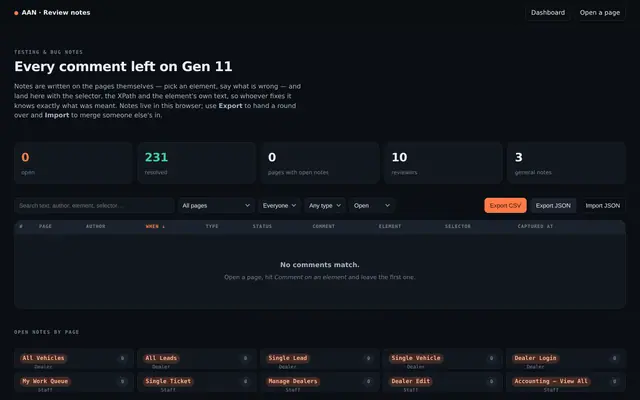 AAN · Review notes
Dashboard
Open a page
TESTING & BUG NOTES
Every comment left on Gen 11
Notes are written on the pages themselves — pick an element, say what is wrong — and
land here with the selector, the XPath and the element's own text, so whoever fixes it
knows exactly what was meant. Notes live in this browser; use Export to hand a round
over and Import to merge someone else's in.
0 231 0 10 3
open resolved pages with open notes reviewers general notes
Search text, author, element, selector... All pages Everyone Any type Open Export CSV Export JSON Import JSON
# PAGE AUTHOR WHEN ↓ TYPE STATUS COMMENT ELEMENT SELECTOR CAPTURED AT
No comments match.
Open a page, hit Comment on an element and leave the first one.
OPEN NOTES BY PAGE
All Vehicles 0 All Leads 0 Single Lead 0 Single Vehicle 0 Dealer Login 0
Dealer Dealer Dealer Dealer Dealer
My Work Queue 0 Single Ticket 0 Manage Dealers 0 Dealer Edit 0 Accounting — View All 0
Staff Staff Staff Staff Staff